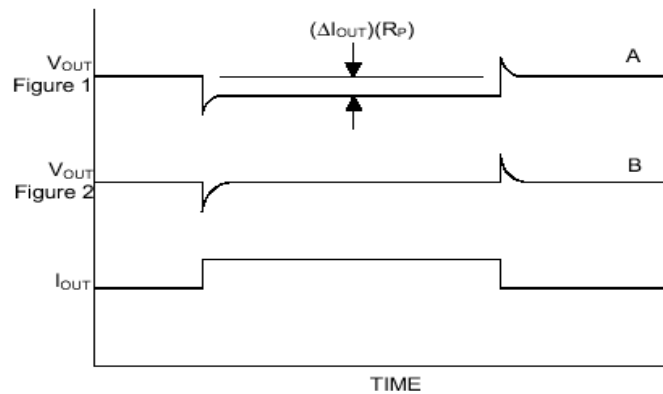 (ΔIOUT)(RP)
VOUT
Figure 1
A
VOUT
Figure 2
B
IOUT
TIME